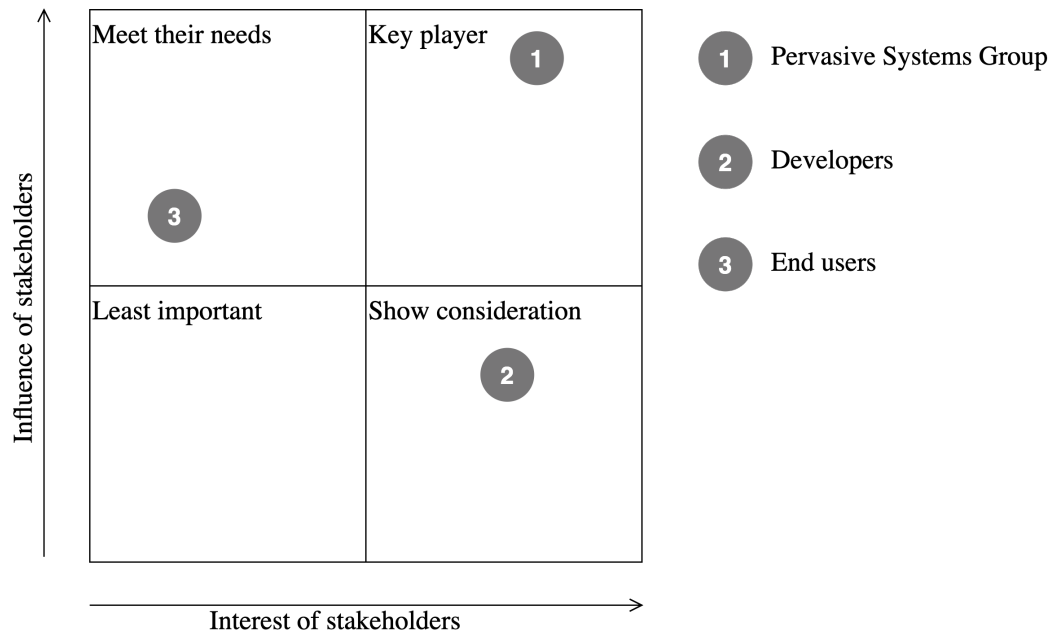 Meet their needs
Key player
1
3
Least important
Show consideration
2
Influence of stakeholders
Interest of stakeholders
1 Pervasive Systems Group
2 Developers
3 End users